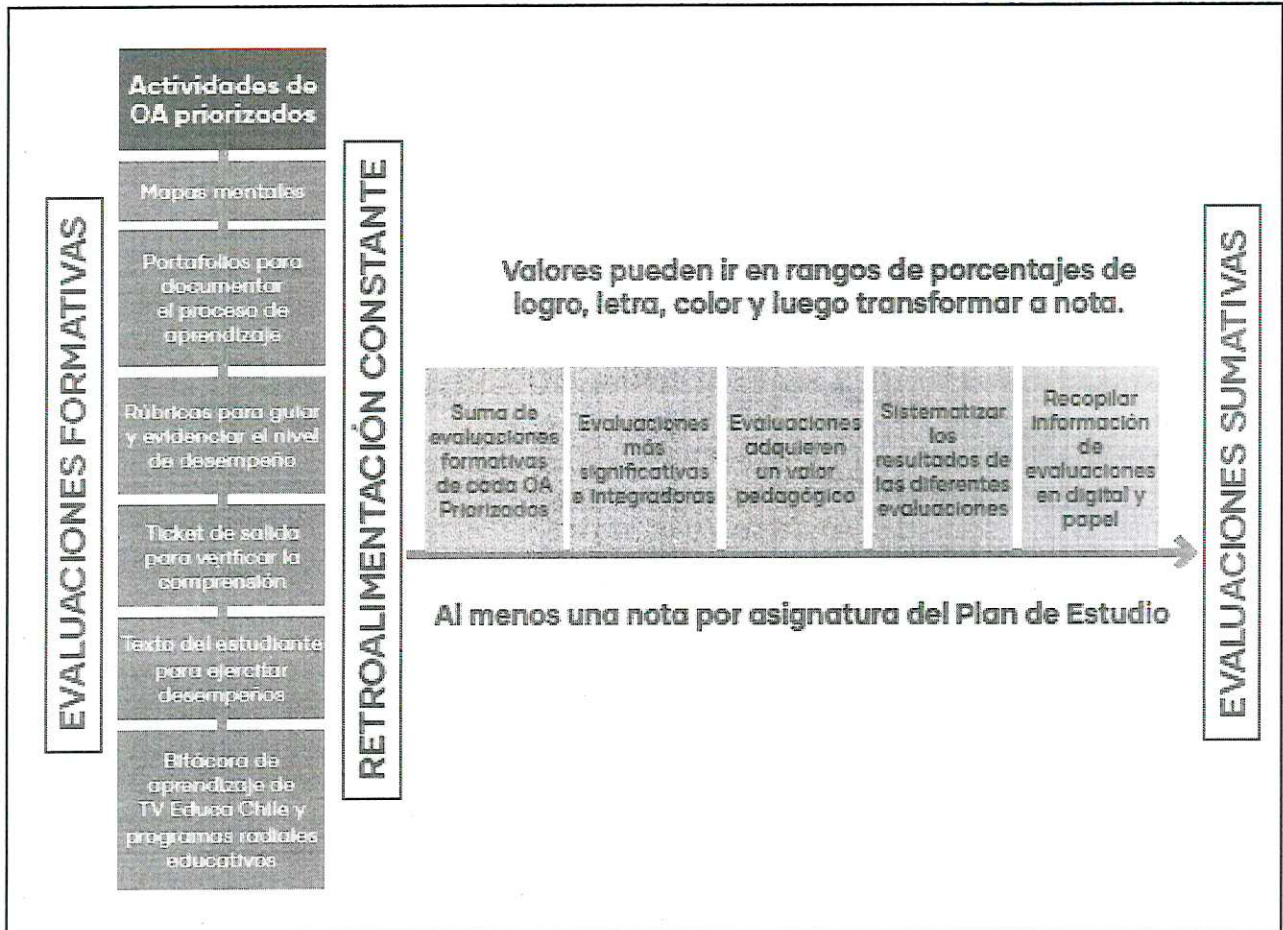 EVALUACIONES FORMATIVAS
Actividades de
OA priorizados
Mapas mentales
Portafolios para
documentar
el proceso de
aprendizaje
Rúbricas para guiar
y evidenciar el nivel
de desempeño
Ticket de salida
para verificar la
comprensión
Texto del estudiante
para ejercitar
desempeños
Bitácora de
aprendizaje de
TV Educa Chile y
programas radiales
educativos
RETROALIMENTACIÓN CONSTANTE
Valores pueden ir en rangos de porcentajes de
logro, letra, color y luego transformar a nota.
Suma de
evaluaciones
formativas
de cada OA
Priorizados
Evaluaciones
más
significativas
e integradoras
Evaluaciones
adquieren en
un valor
pedagógico
Sistematizar
los
resultados de
las diferentes
evaluaciones
Recopilar
información
de
evaluaciones
en digital y
papel
Al menos una nota por asignatura del Plan de Estudio
EVALUACIONES SUMATIVAS